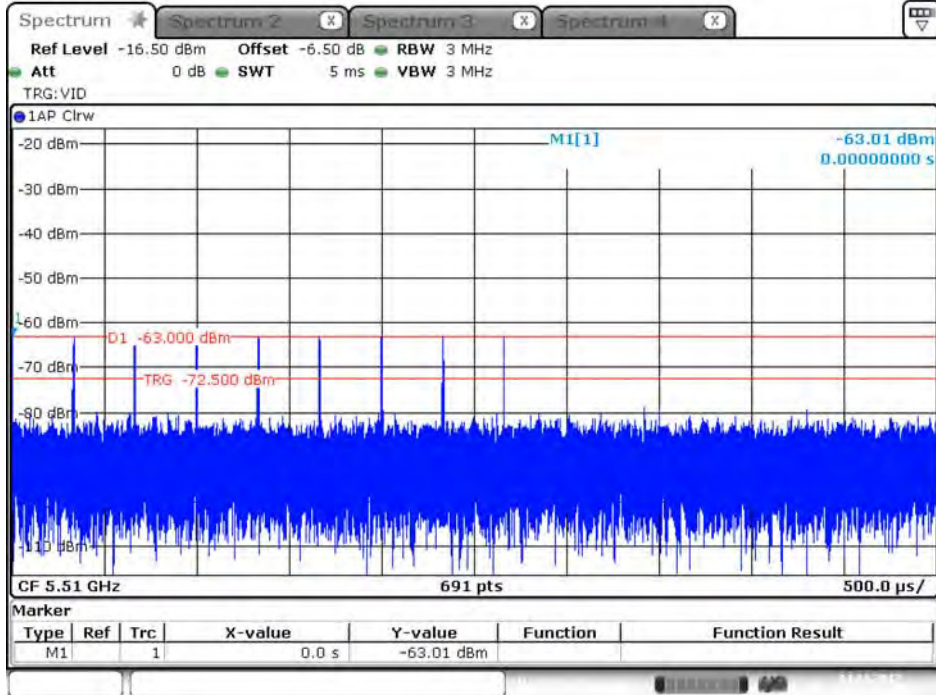 Spectrum Spectrum 2 X Spectrum 3 X Spectrum 4 X
Ref Level -16.50 dBm Offset -6.50 dB RBW 3 MHz
Att 0 dB SWT 5 ms VBW 3 MHz
TRG:VID
1AP Clrw
M1[1] -63.01 dBm
0.00000000 s
-20 dBm
-30 dBm
-40 dBm
-50 dBm
1
-60 dBm
D1 -63.000 dBm
-70 dBm
TRG -72.500 dBm
-80 dBm
-110 dBm
CF 5.51 GHz 691 pts 500.0 µs/
Marker
Type Ref Trc X-value Y-value Function Function Result
M1 1 0.0 s -63.01 dBm